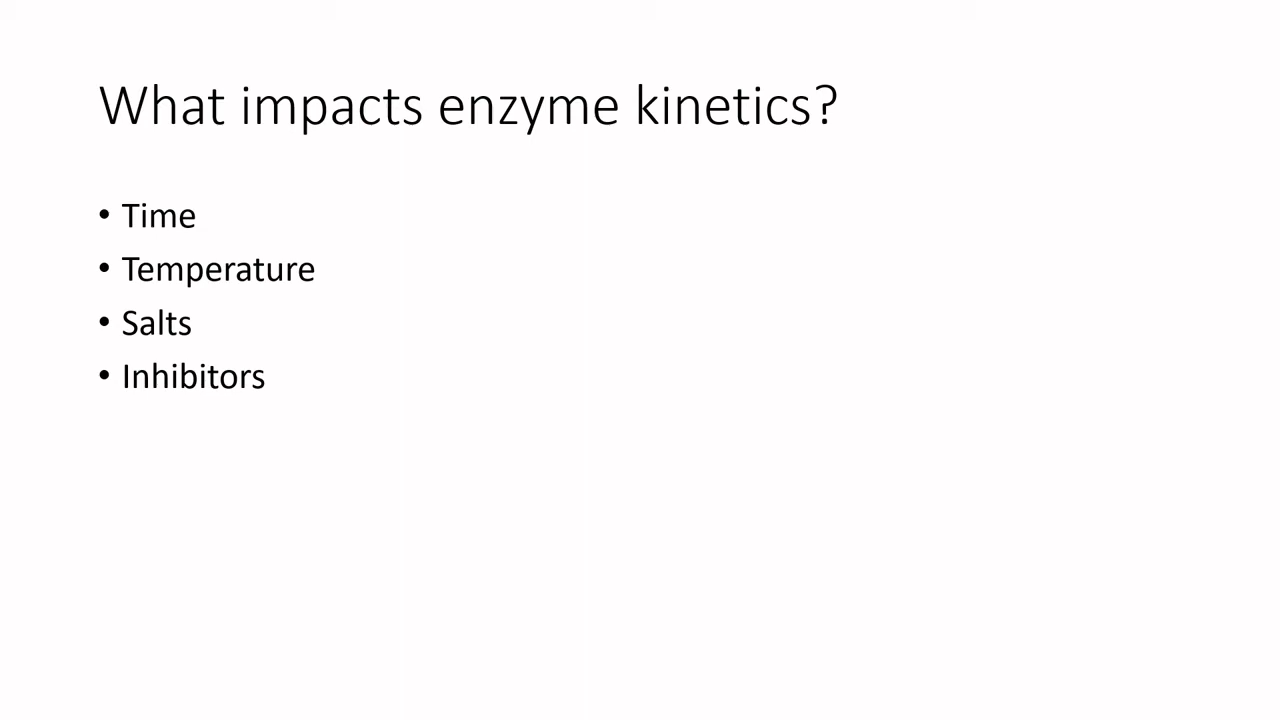 What impacts enzyme kinetics?
• Time
• Temperature
• Salts
• Inhibitors